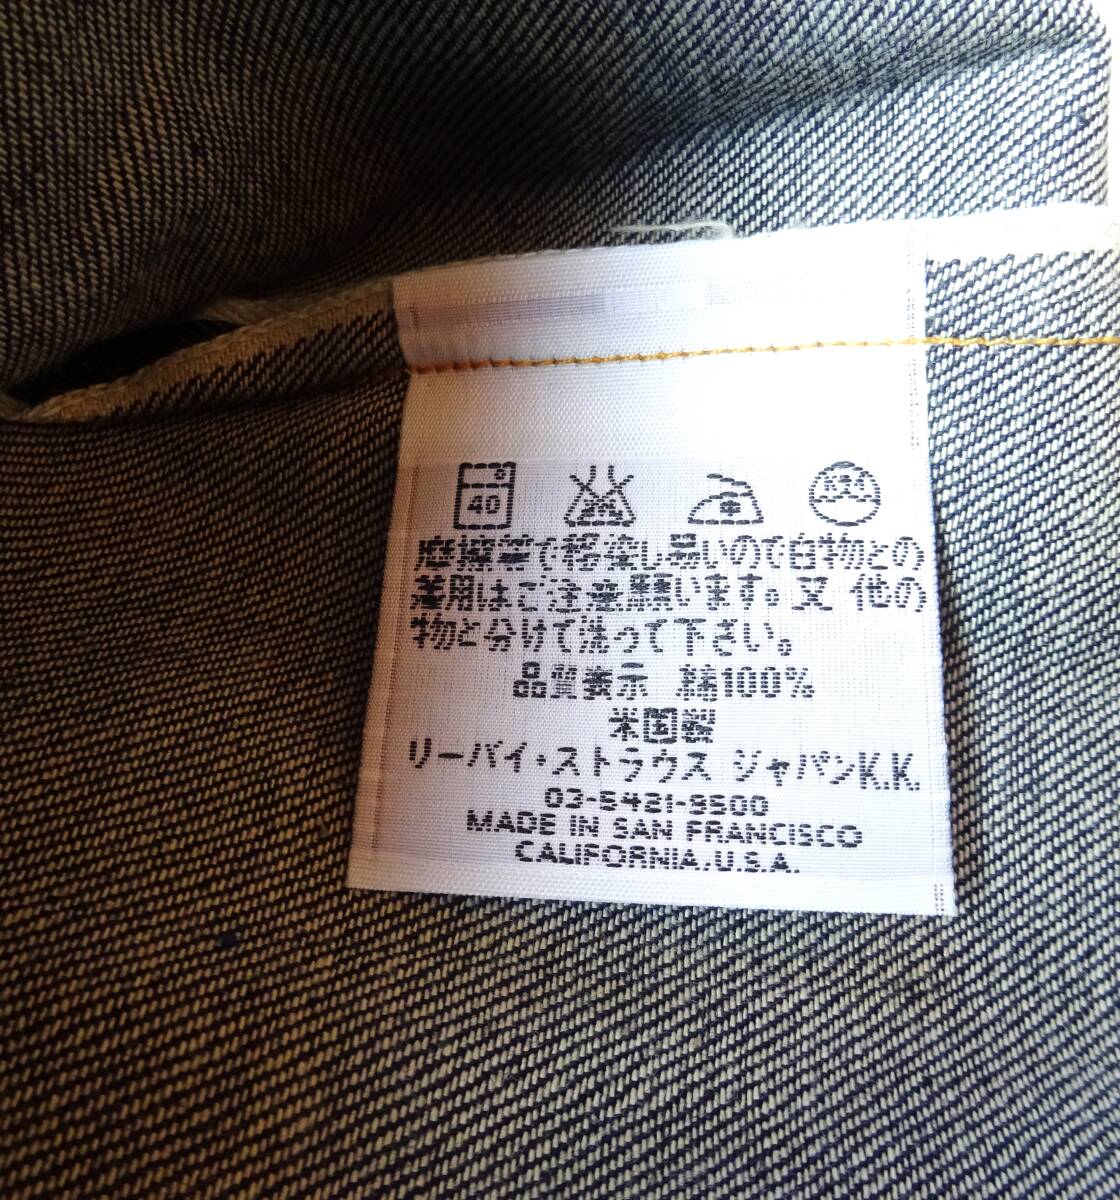 40
摩擦等で移染し易いので白物との
着用はご注意願います。又 他の
物と分けて洗って下さい。
品質表示 綿100%
米国製
リーバイ・ストラウス ジャパンK.K.
03-5421-9500
MADE IN SAN FRANCISCO
CALIFORNIA.U.S.A.